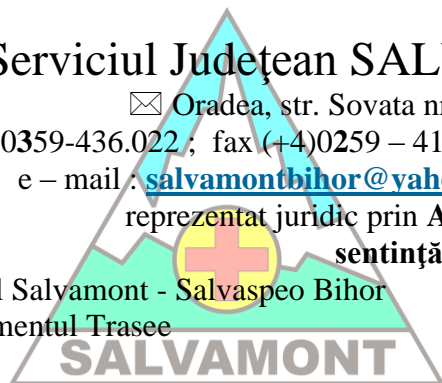 Serviciul Judeţean SAL
✉ Oradea, str. Sovata
0359-436.022 ; fax (+4)0259 – 41
e – mail : salvamontbihor@yah
reprezentat juridic prin
sentinţă
Salvamont - Salvaspeo Bihor
Trasee
SALVAMONT